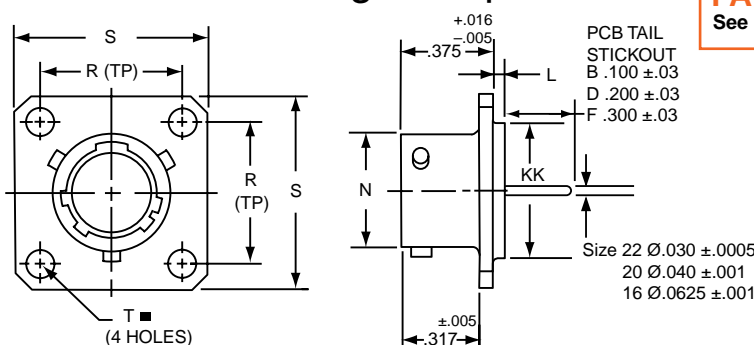 See
S
R (TP)
R
(TP)
S
T ■
(4 HOLES)
+.016
–.005
.375
L
N
KK
±.005
.317
PCB TAIL
STICKOUT
B .100 ±.03
D .200 ±.03
F .300 ±.03
Size 22 Ø.030 ±.0005
20 Ø.040 ±.001
16 Ø.0625 ±.001